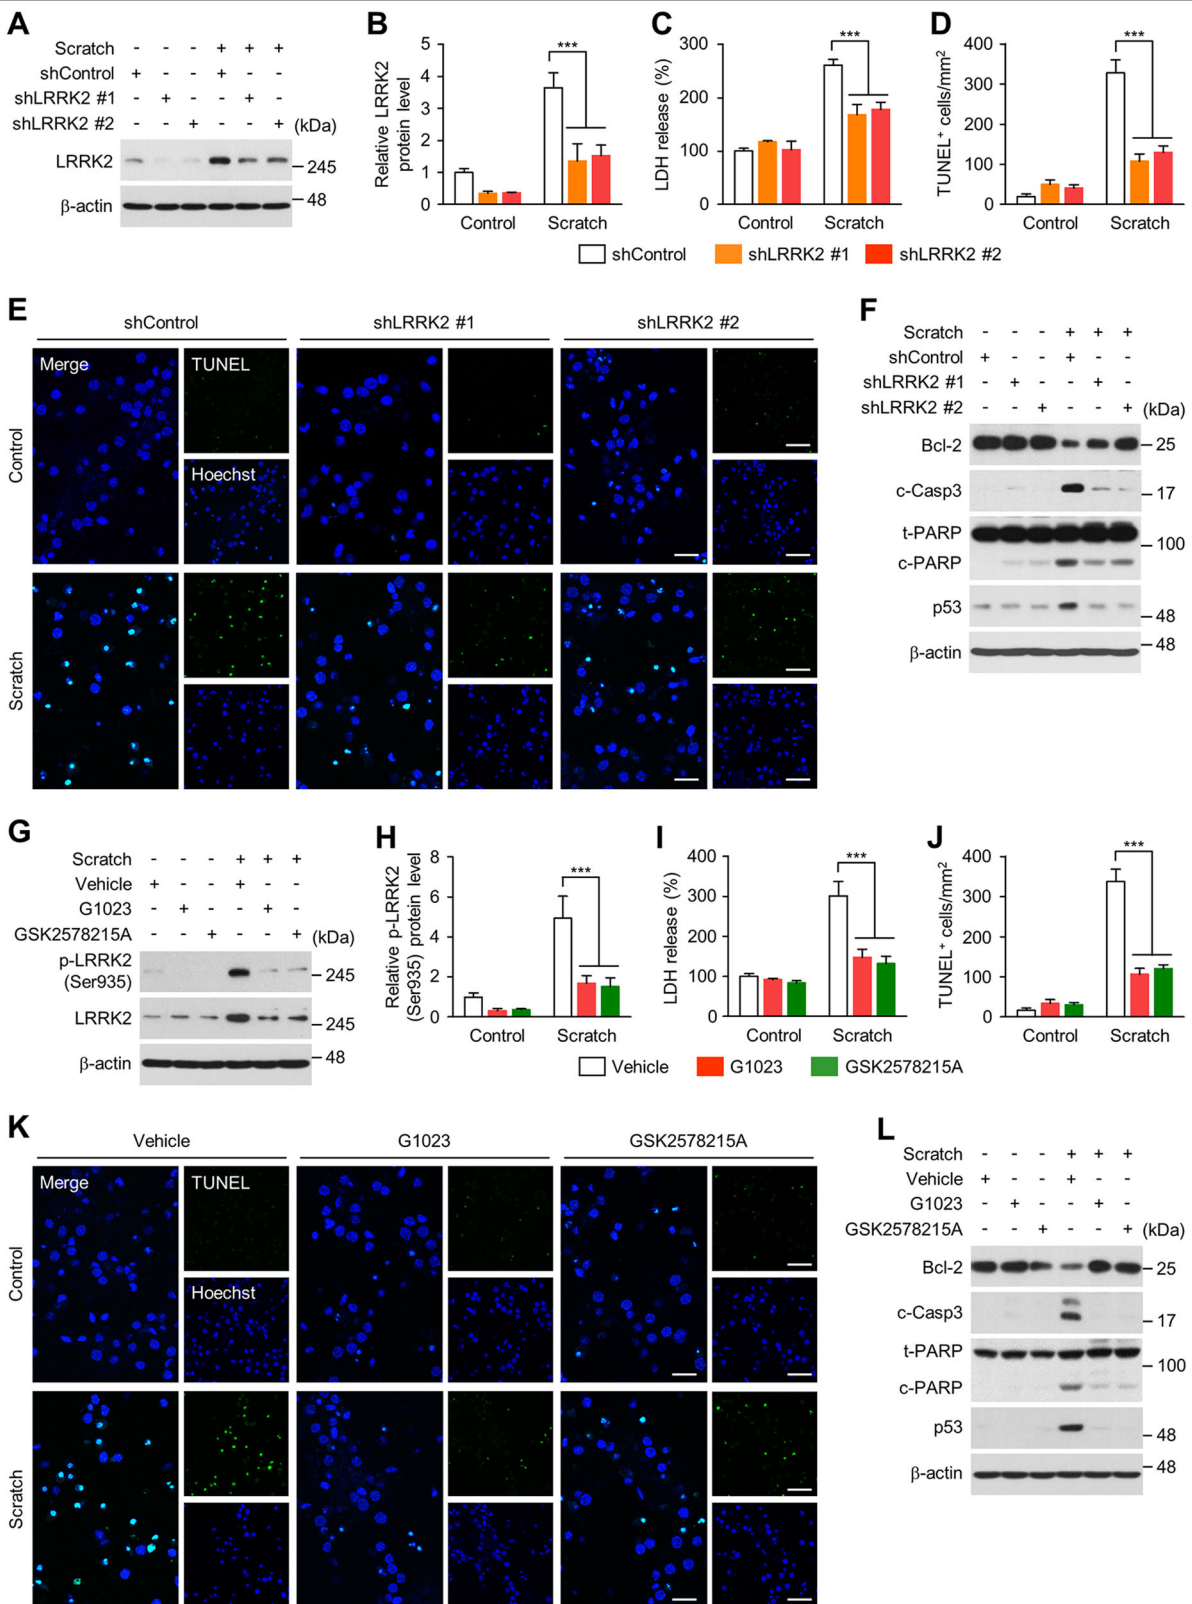 A
Scratch - - - + + +
shControl + - - + - -
shLRRK2 #1 - + - - + -
shLRRK2 #2 - - + - - + (kDa)
LRRK2 245
β-actin 48
B
Relative LRRK2
protein level
5
4
3
2
1
0
***
Control Scratch
C
LDH release (%)
300
200
100
0
***
Control Scratch
D
TUNEL⁺ cells/mm²
400
300
200
100
0
***
Control Scratch
shControl shLRRK2 #1 shLRRK2 #2
E
shControl shLRRK2 #1 shLRRK2 #2
Merge TUNEL
Hoechst
Control
Scratch
F
Scratch - - - + + +
shControl + - - + - -
shLRRK2 #1 - + - - + -
shLRRK2 #2 - - + - - + (kDa)
Bcl-2 25
c-Casp3 17
t-PARP
100
c-PARP
p53 48
48
β-actin
G
Scratch - - - + + +
Vehicle + - - + - -
G1023 - + - - + -
GSK2578215A - - + - - + (kDa)
p-LRRK2
(Ser935) 245
LRRK2 245
β-actin 48
H
Relative p-LRRK2
(Ser935) protein level
8
6
4
2
0
***
Control Scratch
I
LDH release (%)
400
300
200
100
0
***
Control Scratch
J
TUNEL⁺ cells/mm²
400
300
200
100
0
***
Control Scratch
Vehicle G1023 GSK2578215A
K
Vehicle G1023 GSK2578215A
Merge TUNEL
Hoechst
Control
Scratch
L
Scratch - - - + + +
Vehicle + - - + - -
G1023 - + - - + -
GSK2578215A - - + - - + (kDa)
Bcl-2 25
c-Casp3 17
t-PARP
100
c-PARP
p53 48
48
β-actin